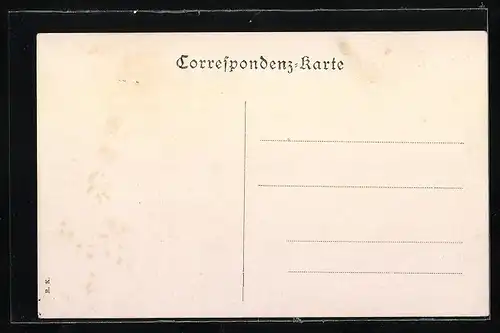 Correſpondenz-Karte
B. K.